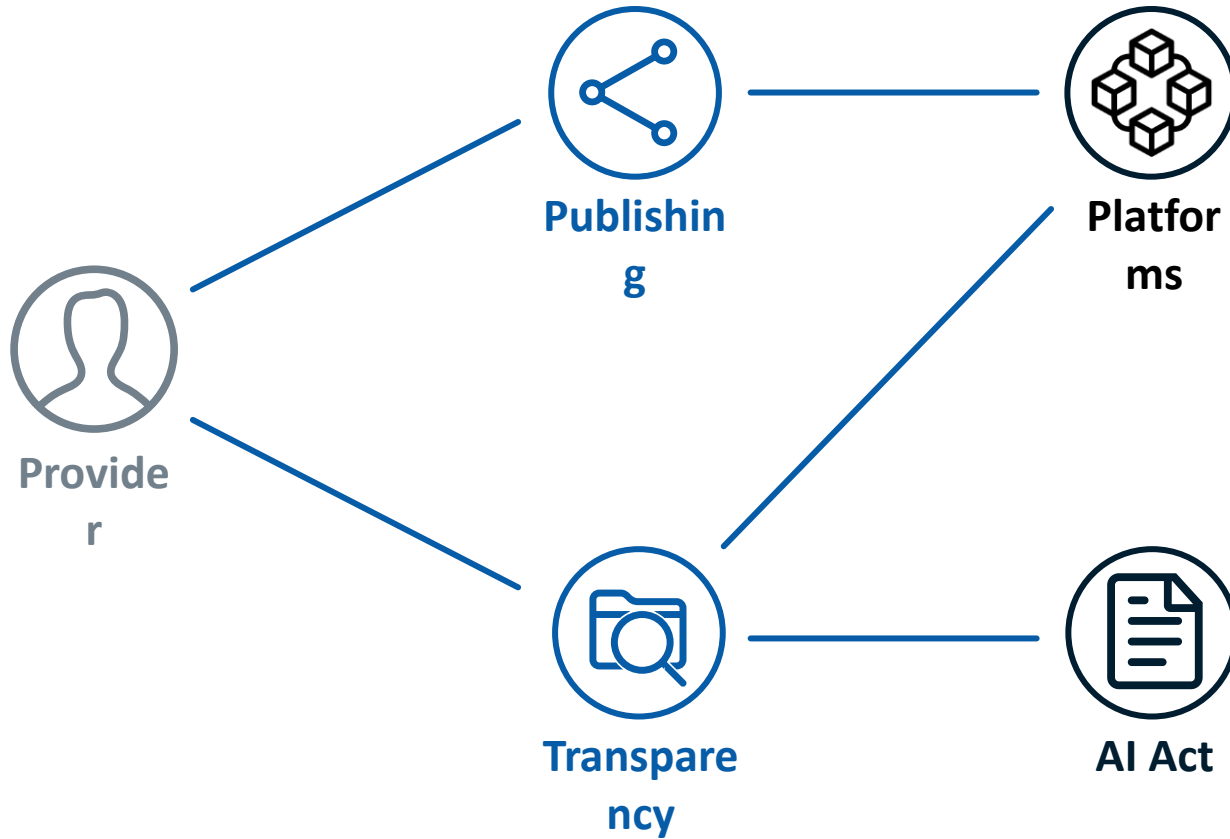 Publishin
g
Platfor
ms
Provide
r
Transpare
ncy
AI Act